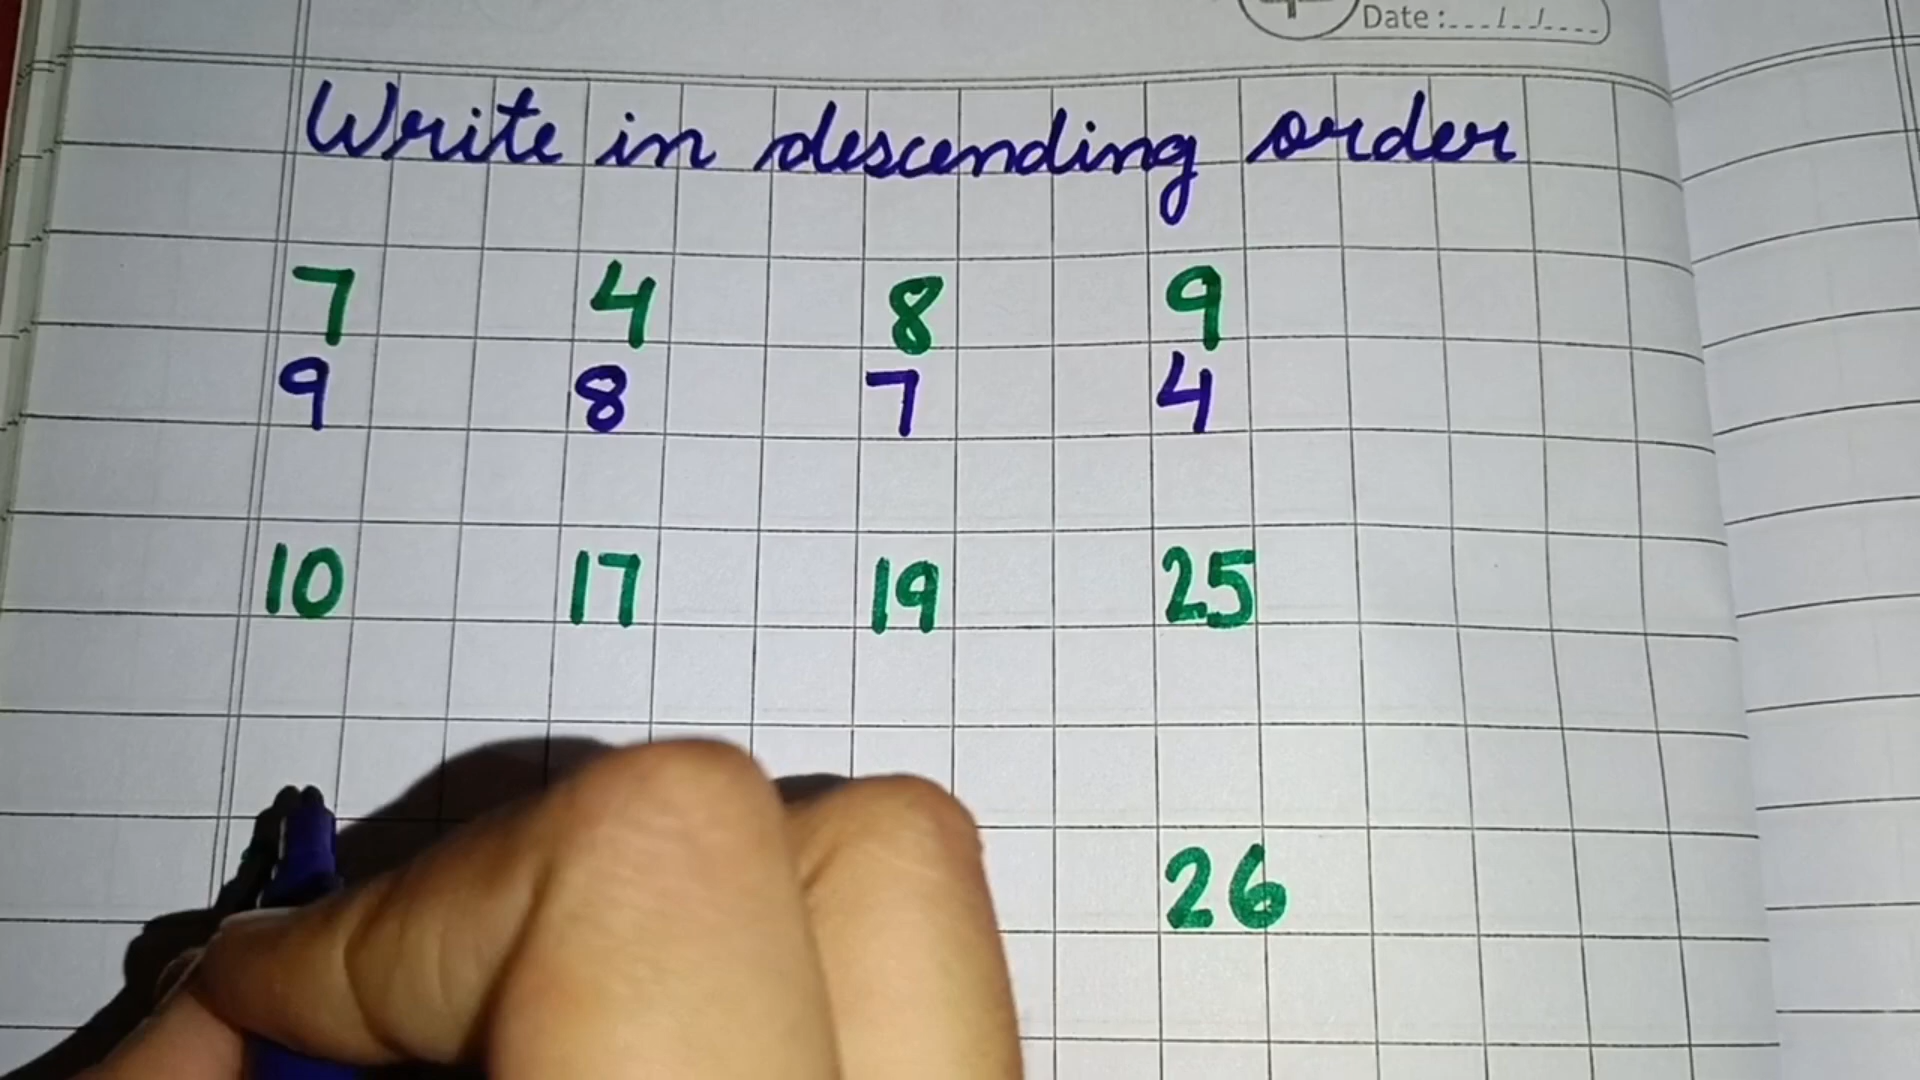 Date :---/--/----
Write in descending order
7 4 8 9
9 8 7 4
10 17 19 25
26